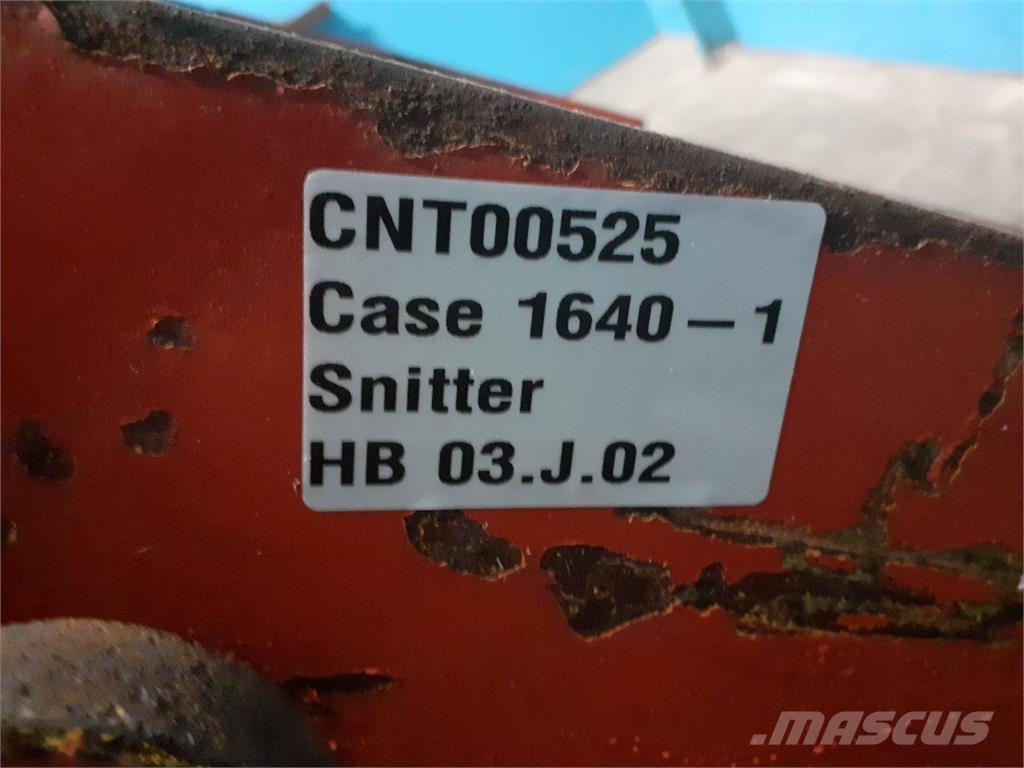 CNT00525
Case 1640-1
Snitter
HB 03.J.02
MASCUS